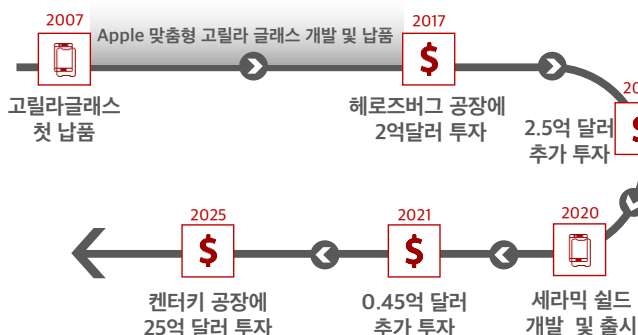 2007
Apple 맞춤형 고릴라 글래스 개발 및 납품
2017
$
고릴라글래스
첫 납품
헤로즈버그 공장에
2억달러 투자
2.5억 달러
추가 투자
2020
세라믹 쉴드
개발 및 출시
2021
$
0.45억 달러
추가 투자
2025
$
켄터키 공장에
25억 달러 투자